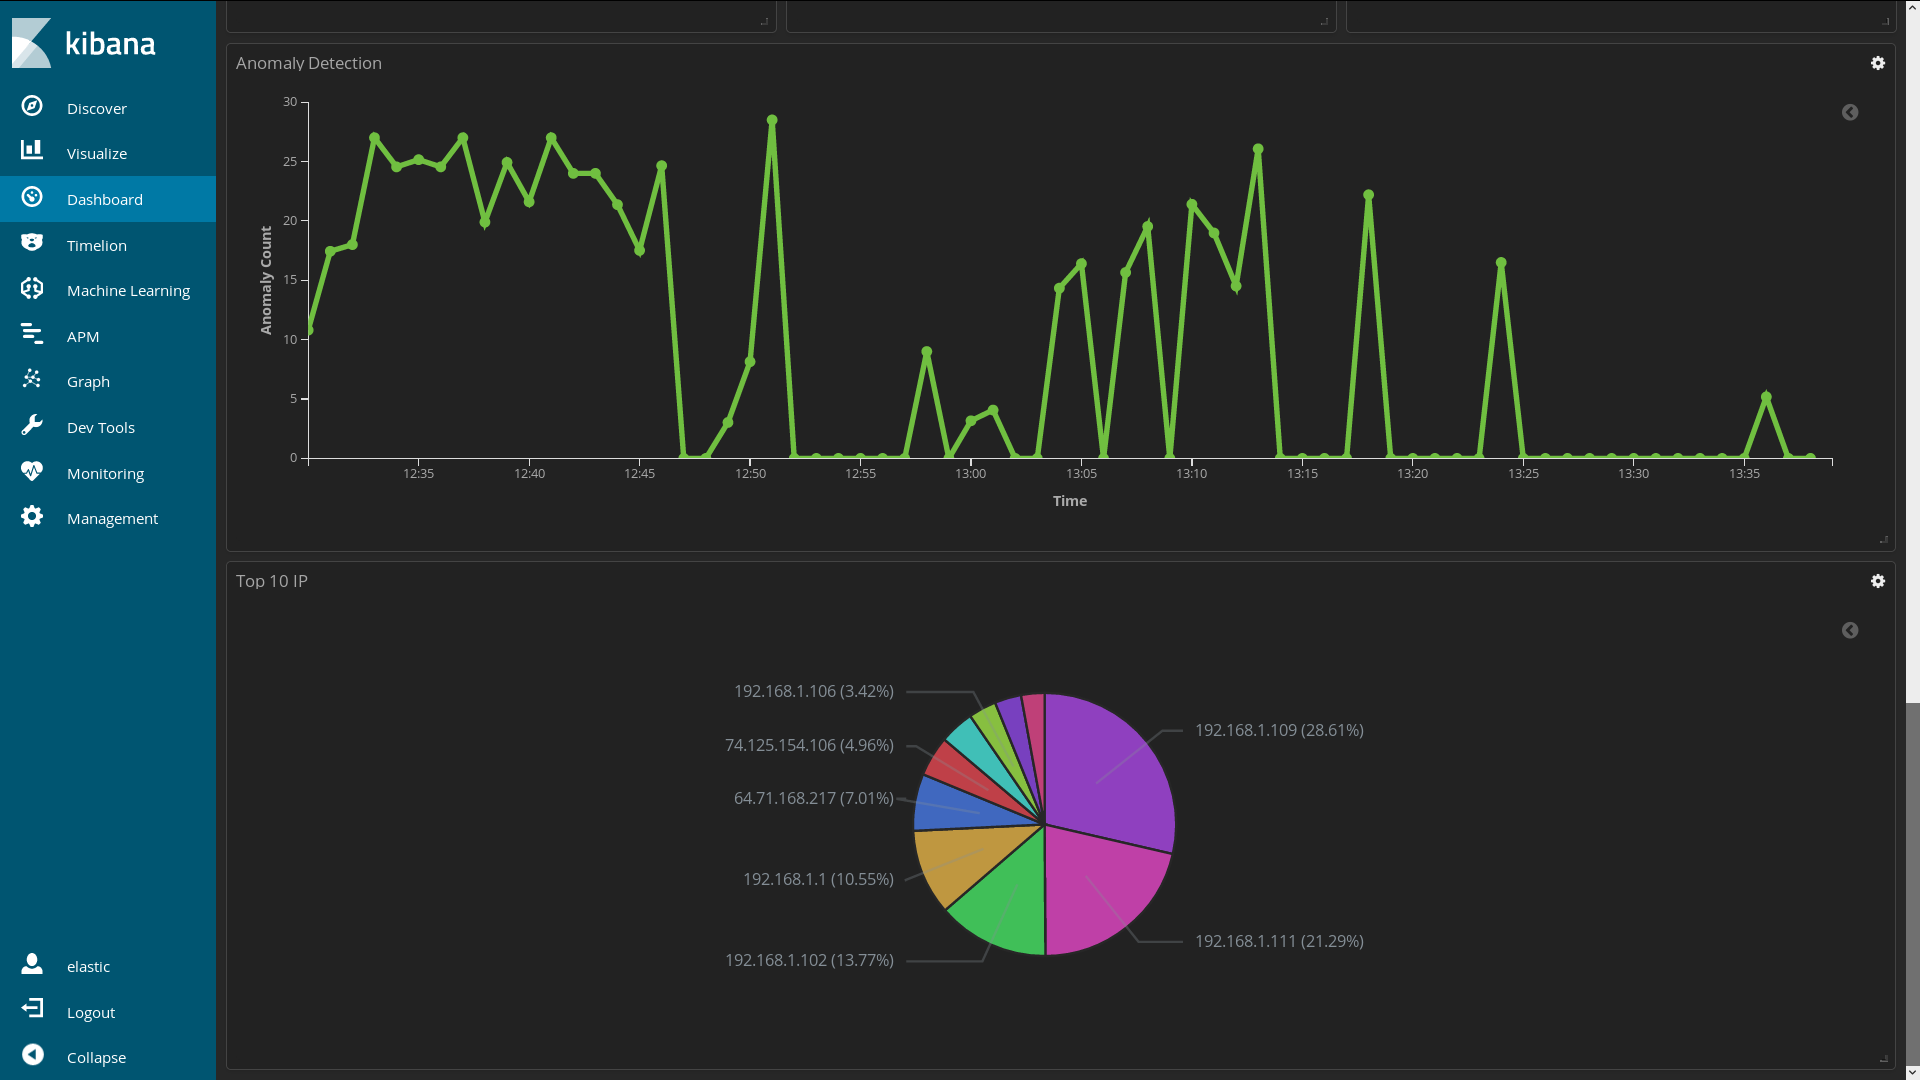 kibana
Discover
Visualize
Dashboard
Timelion
Machine Learning
APM
Graph
Dev Tools
Monitoring
Management
elastic
Logout
Collapse
Anomaly Detection
30
25
20
15
10
5
0
Anomaly Count
12:35 12:40 12:45 12:50 12:55 13:00 13:05 13:10 13:15 13:20 13:25 13:30 13:35
Time
Top 10 IP
192.168.1.106 (3.42%)
192.168.1.109 (28.61%)
74.125.154.106 (4.96%)
64.71.168.217 (7.01%)
192.168.1.1 (10.55%)
192.168.1.111 (21.29%)
192.168.1.102 (13.77%)